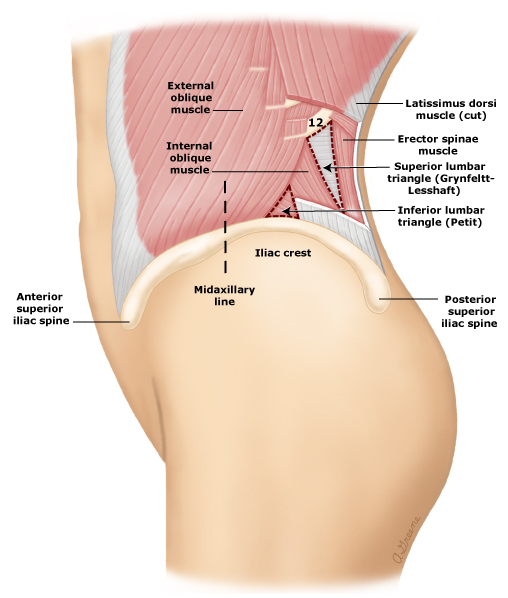 External
oblique
muscle
12
Latissimus dorsi
muscle (cut)
Erector spinae
muscle
Internal
oblique
muscle
Superior lumbar
triangle (Grynfeltt-
Lesshaft)
Inferior lumbar
triangle (Petit)
Iliac crest
Midaxillary
line
Anterior
superior
iliac spine
Posterior
superior
iliac spine
A.Greene